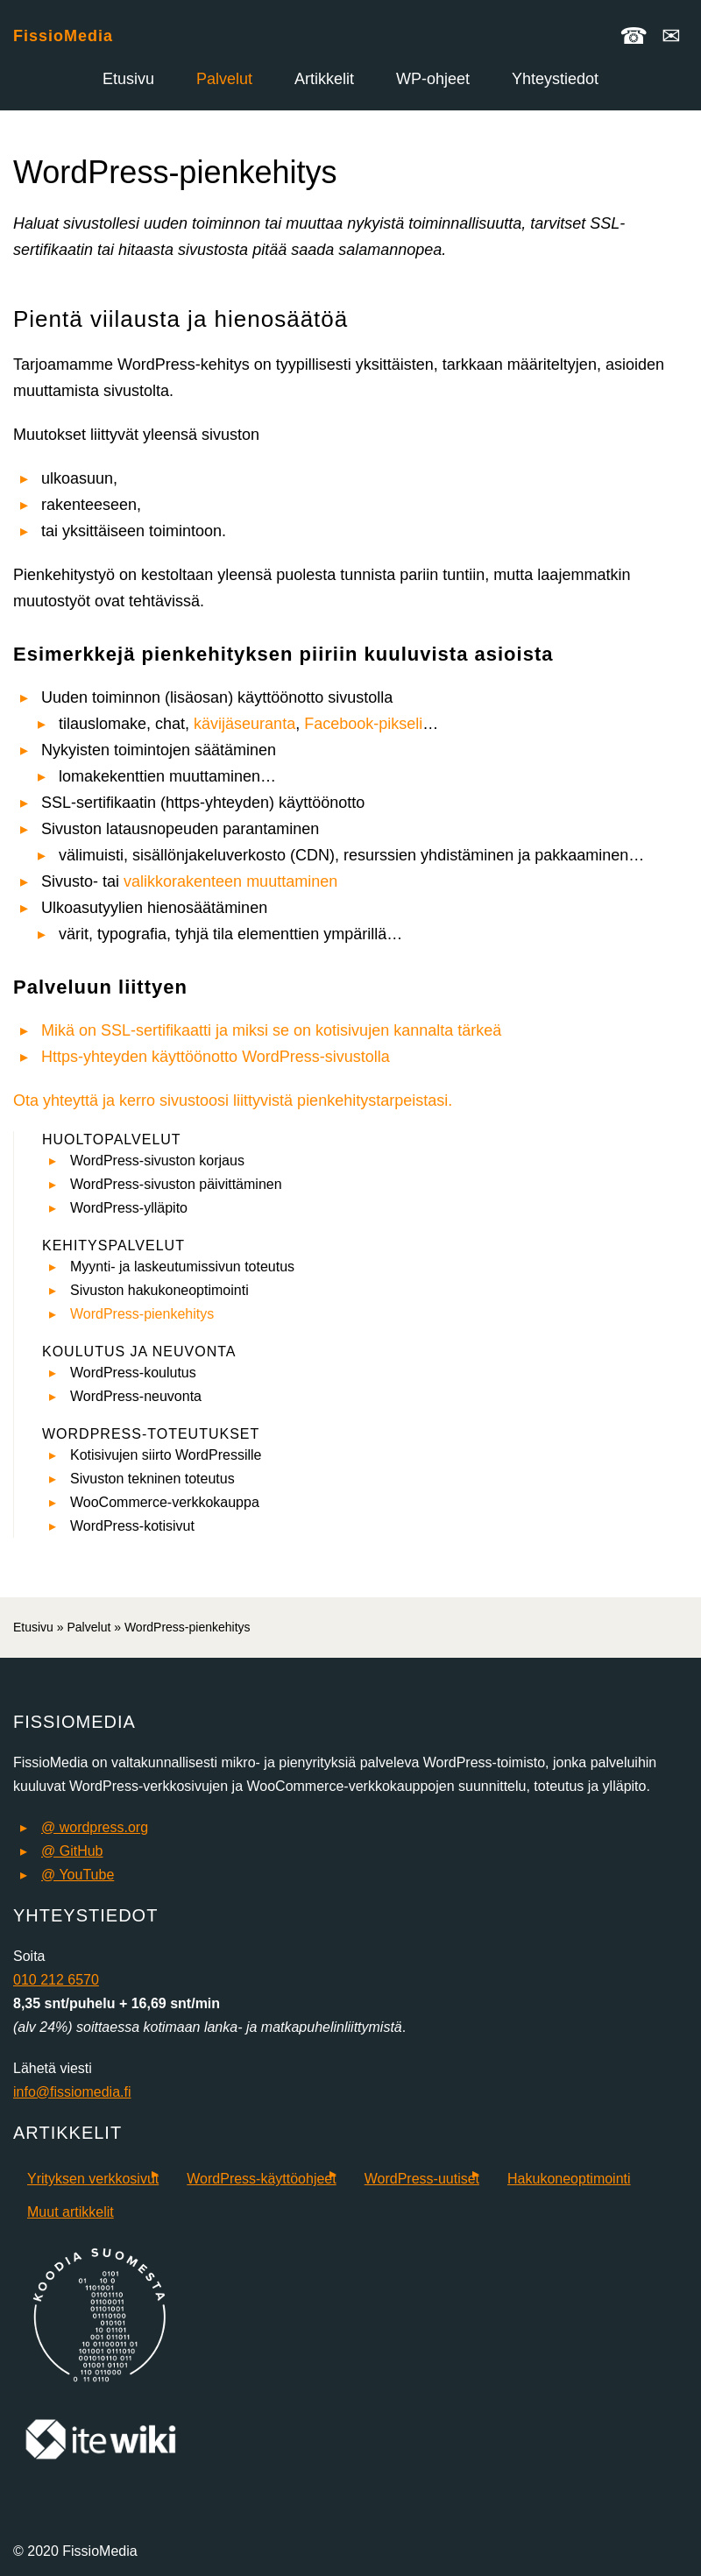 FissioMedia
Etusivu Palvelut Artikkelit WP-ohjeet Yhteystiedot
WordPress-pienkehitys
Haluat sivustollesi uuden toiminnon tai muuttaa nykyistä toiminnallisuutta, tarvitset SSL-
sertifikaatin tai hitaasta sivustosta pitää saada salamannopea.
Pientä viilausta ja hienosäätöä
Tarjoamamme WordPress-kehitys on tyypillisesti yksittäisten, tarkkaan määriteltyjen, asioiden
muuttamista sivustolta.
Muutokset liittyvät yleensä sivuston
ulkoasuun,
rakenteeseen,
tai yksittäiseen toimintoon.
Pienkehitystyö on kestoltaan yleensä puolesta tunnista pariin tuntiin, mutta laajemmatkin
muutostyöt ovat tehtävissä.
Esimerkkejä pienkehityksen piiriin kuuluvista asioista
Uuden toiminnon (lisäosan) käyttöönotto sivustolla
tilauslomake, chat, kävijäseuranta, Facebook-pikseli…
Nykyisten toimintojen säätäminen
lomakekenttien muuttaminen…
SSL-sertifikaatin (https-yhteyden) käyttöönotto
Sivuston latausnopeuden parantaminen
välimuisti, sisällönjakeluverkosto (CDN), resurssien yhdistäminen ja pakkaaminen…
Sivusto- tai valikkorakenteen muuttaminen
Ulkoasutyylien hienosäätäminen
värit, typografia, tyhjä tila elementtien ympärillä…
Palveluun liittyen
Mikä on SSL-sertifikaatti ja miksi se on kotisivujen kannalta tärkeä
Https-yhteyden käyttöönotto WordPress-sivustolla
Ota yhteyttä ja kerro sivustoosi liittyvistä pienkehitystarpeistasi.
HUOLTOPALVELUT
WordPress-sivuston korjaus
WordPress-sivuston päivittäminen
WordPress-ylläpito
KEHITYSPALVELUT
Myynti- ja laskeutumissivun toteutus
Sivuston hakukoneoptimointi
WordPress-pienkehitys
KOULUTUS JA NEUVONTA
WordPress-koulutus
WordPress-neuvonta
WORDPRESS-TOTEUTUKSET
Kotisivujen siirto WordPressille
Sivuston tekninen toteutus
WooCommerce-verkkokauppa
WordPress-kotisivut
Etusivu » Palvelut » WordPress-pienkehitys
FISSIOMEDIA
FissioMedia on valtakunnallisesti mikro- ja pienyrityksiä palveleva WordPress-toimisto, jonka palveluihin
kuuluvat WordPress-verkkosivujen ja WooCommerce-verkkokauppojen suunnittelu, toteutus ja ylläpito.
@ wordpress.org
@ GitHub
@ YouTube
YHTEYSTIEDOT
Soita
010 212 6570
8,35 snt/puhelu + 16,69 snt/min
(alv 24%) soittaessa kotimaan lanka- ja matkapuhelinliittymistä.
Lähetä viesti
info@fissiomedia.fi
ARTIKKELIT
Yrityksen verkkosivut WordPress-käyttöohjeet WordPress-uutiset Hakukoneoptimointi
Muut artikkelit
KOODIA SUOMESTA
itewiki
© 2020 FissioMedia